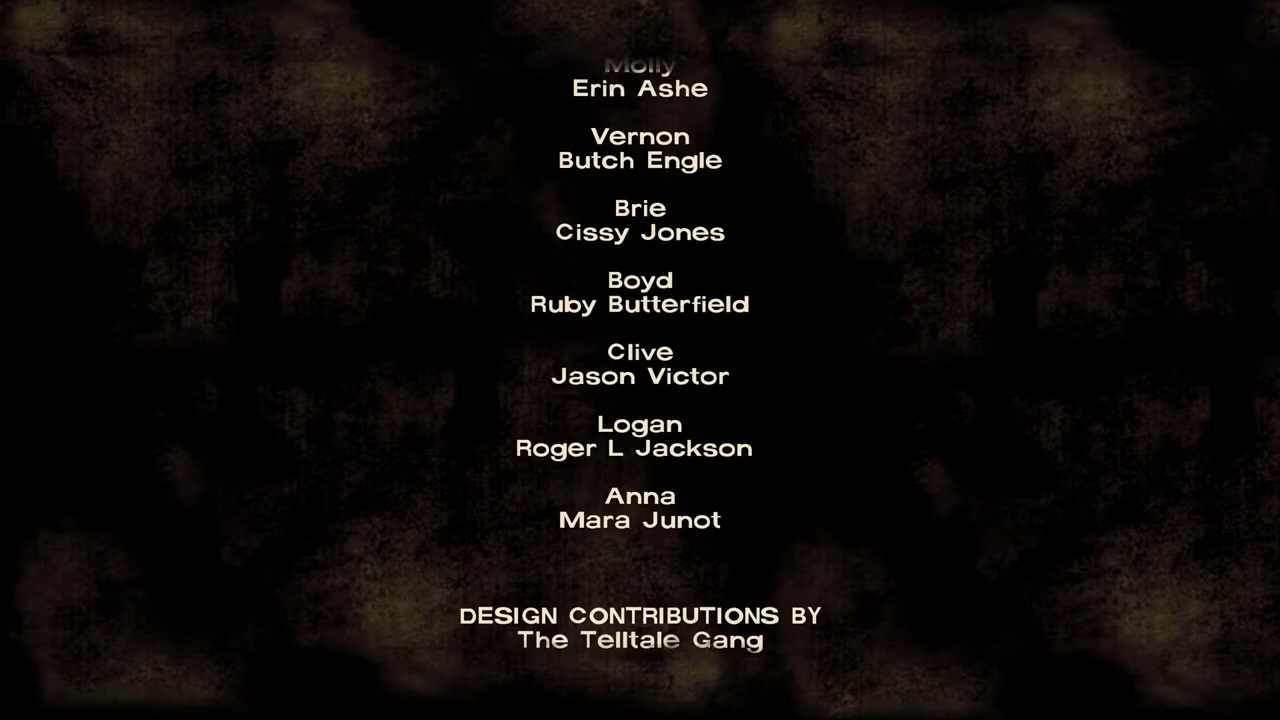 Molly
Erin Ashe
Vernon
Butch Engle
Brie
Cissy Jones
Boyd
Ruby Butterfield
Clive
Jason Victor
Logan
Roger L Jackson
Anna
Mara Junot
DESIGN CONTRIBUTIONS BY
The Telltale Gang